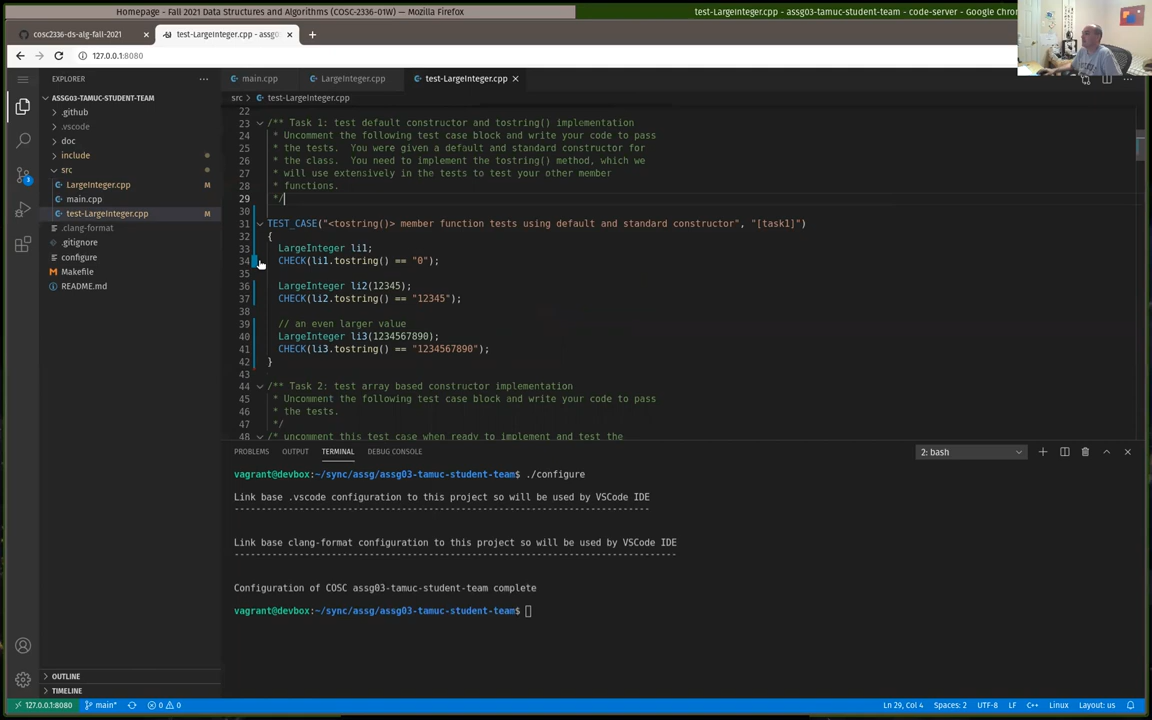 Homepage - Fall 2021 Data Structures and Algorithms (COSC-2336-01W) — Mozilla Firefox
test-LargeInteger.cpp - assg03-tamuc-student-team - code-server - Google Chro
cosc2336-ds-alg-fall-2021
test-LargeInteger.cpp - assg
127.0.0.1:8080
EXPLORER
main.cpp
LargeInteger.cpp
test-LargeInteger.cpp
src > test-LargeInteger.cpp
ASSG03-TAMUC-STUDENT-TEAM
.github
.vscode
doc
include
src
LargeInteger.cpp M
main.cpp
test-LargeInteger.cpp M
.clang-format
.gitignore
configure
Makefile
README.md
3
22
23 /** Task 1: test default constructor and tostring() implementation
24 * Uncomment the following test case block and write your code to pass
25 * the tests. You were given a default and standard constructor for
26 * the class. You need to implement the tostring() method, which we
27 * will use extensively in the tests to test your other member
28 * functions.
29 */
30
31 TEST_CASE("<tostring()> member function tests using default and standard constructor", "[task1]")
32 {
33 LargeInteger li1;
34 CHECK(li1.tostring() == "0");
35
36 LargeInteger li2(12345);
37 CHECK(li2.tostring() == "12345");
38
39 // an even larger value
40 LargeInteger li3(1234567890);
41 CHECK(li3.tostring() == "1234567890");
42 }
43
44 /** Task 2: test array based constructor implementation
45 * Uncomment the following test case block and write your code to pass
46 * the tests.
47 */
48 /* uncomment this test case when ready to implement and test the
PROBLEMS OUTPUT TERMINAL DEBUG CONSOLE
2: bash
vagrant@devbox:~/sync/assg/assg03-tamuc-student-team$ ./configure
Link base .vscode configuration to this project so will be used by VSCode IDE
-------------------------------------------------------------------------
Link base clang-format configuration to this project so will be used by VSCode IDE
------------------------------------------------------------------------------
Configuration of COSC assg03-tamuc-student-team complete
vagrant@devbox:~/sync/assg/assg03-tamuc-student-team$
OUTLINE
TIMELINE
127.0.0.1:8080
main*
0 0
Ln 29, Col 4
Spaces: 2
UTF-8
LF
C++
Linux
Layout: us